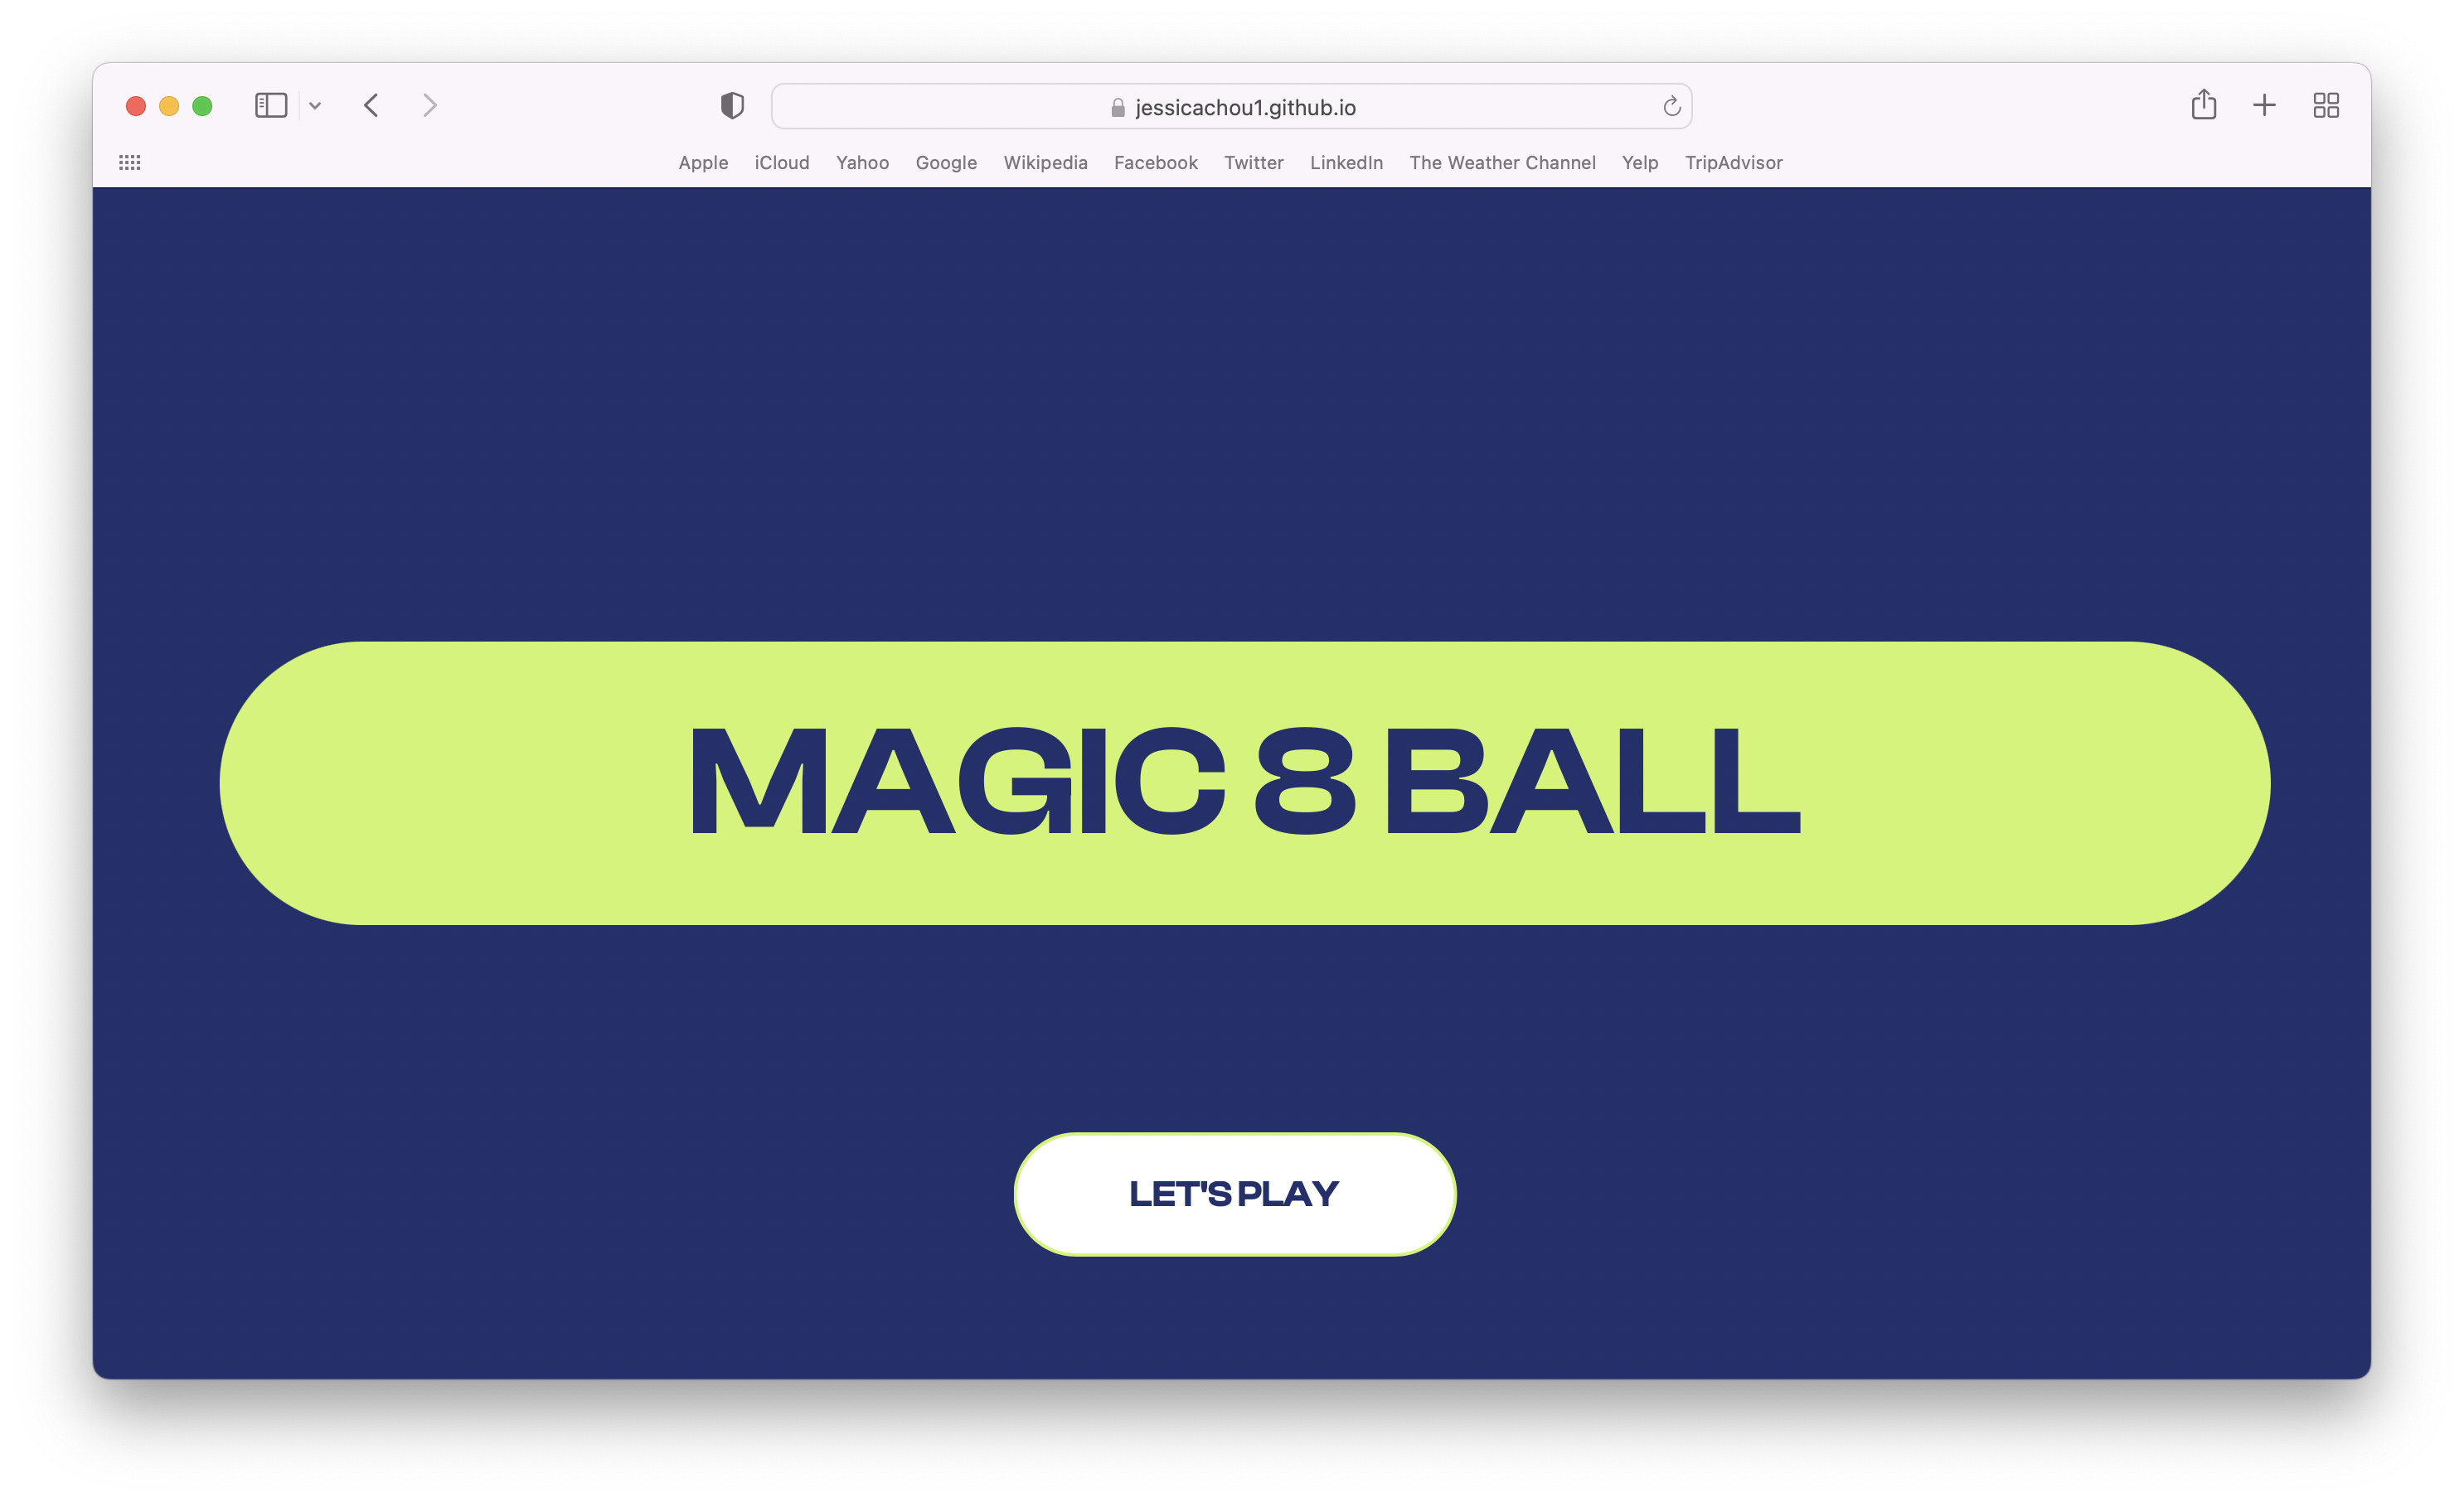 jessicachou1.github.io
Apple iCloud Yahoo Google Wikipedia Facebook Twitter LinkedIn The Weather Channel Yelp TripAdvisor
MAGIC 8 BALL
LET'S PLAY